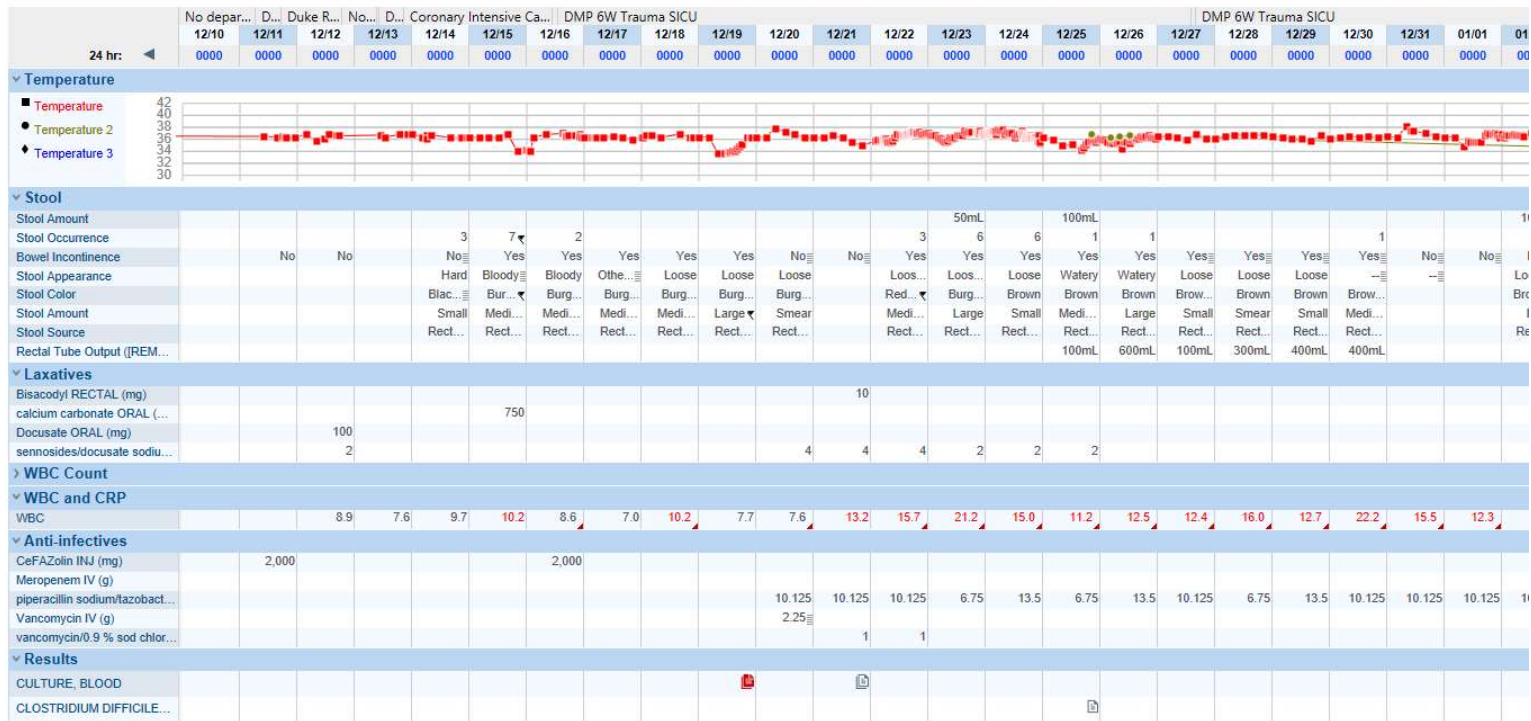 No depar... D... Duke R... No... D... Coronary Intensive Ca... DMP 6W Trauma SICU DMP 6W Trauma SICU
12/10 12/11 12/12 12/13 12/14 12/15 12/16 12/17 12/18 12/19 12/20 12/21 12/22 12/23 12/24 12/25 12/26 12/27 12/28 12/29 12/30 12/31 01/01 01
24 hr: 0000 0000 0000 0000 0000 0000 0000 0000 0000 0000 0000 0000 0000 0000 0000 0000 0000 0000 0000 0000 0000 0000 0000 00
Temperature
Temperature
Temperature 2
Temperature 3
42
40
38
36
34
32
30
Stool
Stool Amount 50mL 100mL
Stool Occurrence 3 7 2 3 6 6 1 1 1
Bowel Incontinence No No No Yes Yes Yes Yes Yes No No Yes Yes Yes Yes Yes Yes Yes Yes Yes No No
Stool Appearance Hard Bloody Bloody Othe... Loose Loose Loose Loos... Loos... Loose Watery Watery Loose Loose Loose -- -- Lo
Stool Color Blac... Bur... Burg... Burg... Burg... Burg... Burg... Red... Burg... Brown Brown Brown Brow... Brown Brown Brow... Bro
Stool Amount Small Medi... Medi... Medi... Medi... Large Smear Medi... Large Small Medi... Large Small Smear Small Medi...
Stool Source Rect... Rect... Rect... Rect... Rect... Rect... Rect... Rect... Rect... Rect... Rect... Rect... Rect... Rect... Rect... Rect... Re
Rectal Tube Output ([REM... 100mL 600mL 100mL 300mL 400mL 400mL
Laxatives
Bisacodyl RECTAL (mg) 10
calcium carbonate ORAL (... 750
Docusate ORAL (mg) 100
sennosides/docusate sodiu... 2 4 4 4 2 2 2
WBC Count
WBC and CRP
WBC 8.9 7.6 9.7 10.2 8.6 7.0 10.2 7.7 7.6 13.2 15.7 21.2 15.0 11.2 12.5 12.4 16.0 12.7 22.2 15.5 12.3
Anti-infectives
CeFAZolin INJ (mg) 2,000 2,000
Meropenem IV (g)
piperacillin sodium/tazobact... 10.125 10.125 10.125 6.75 13.5 6.75 13.5 10.125 6.75 13.5 10.125 10.125 10.125
Vancomycin IV (g) 2.25
vancomycin/0.9 % sod chlor... 1 1
Results
CULTURE, BLOOD
CLOSTRIDIUM DIFFICILE...